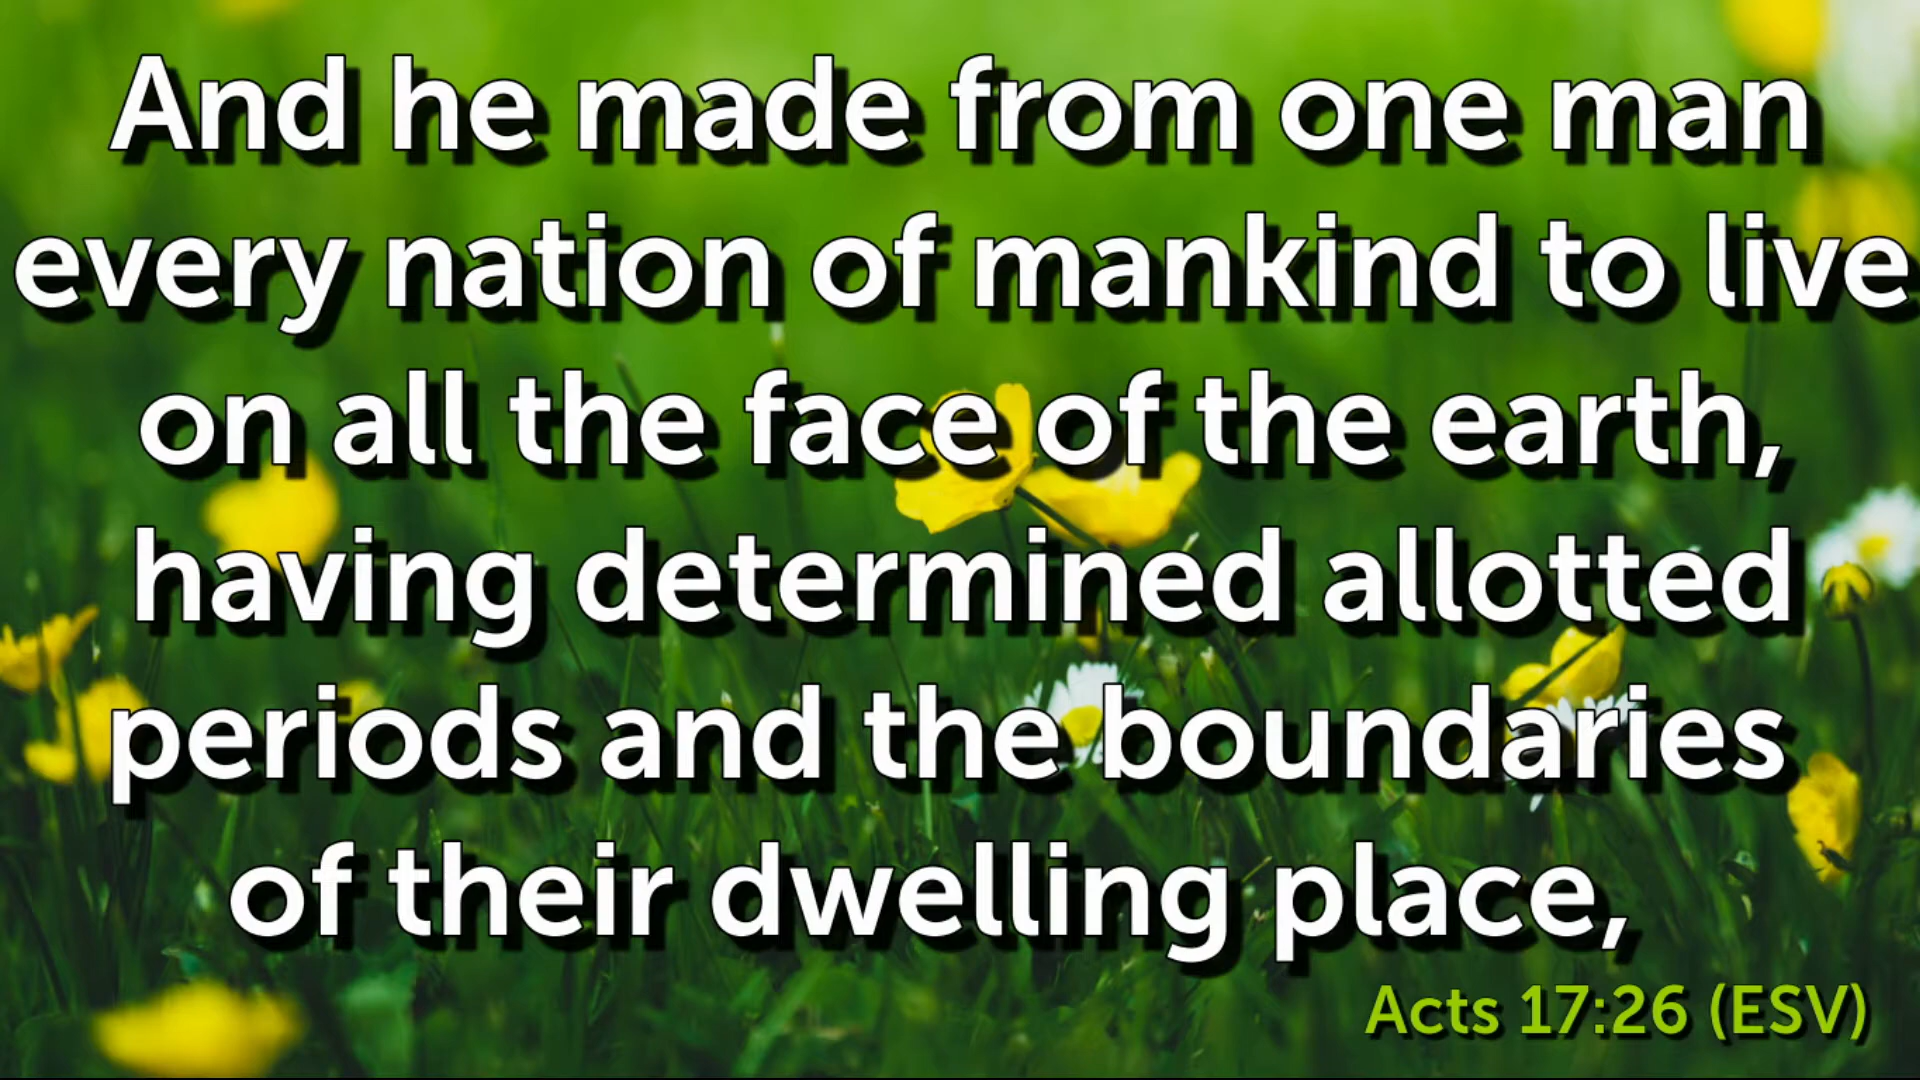 And he made from one man
every nation of mankind to live
on all the face of the earth,
having determined allotted
periods and the boundaries
of their dwelling place,
Acts 17:26 (ESV)